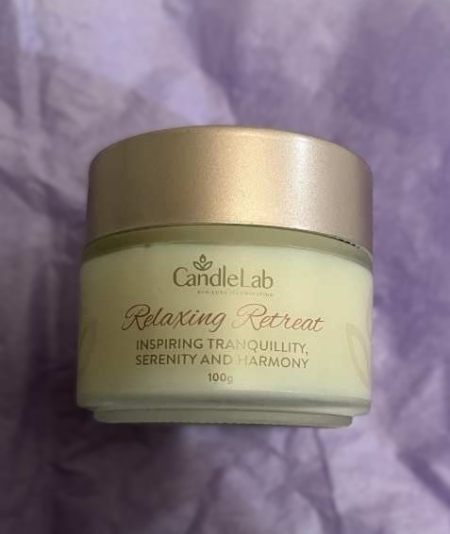 CandleLab
Relaxing Retreat
INSPIRING TRANQUILLITY,
SERENITY AND HARMONY
100g